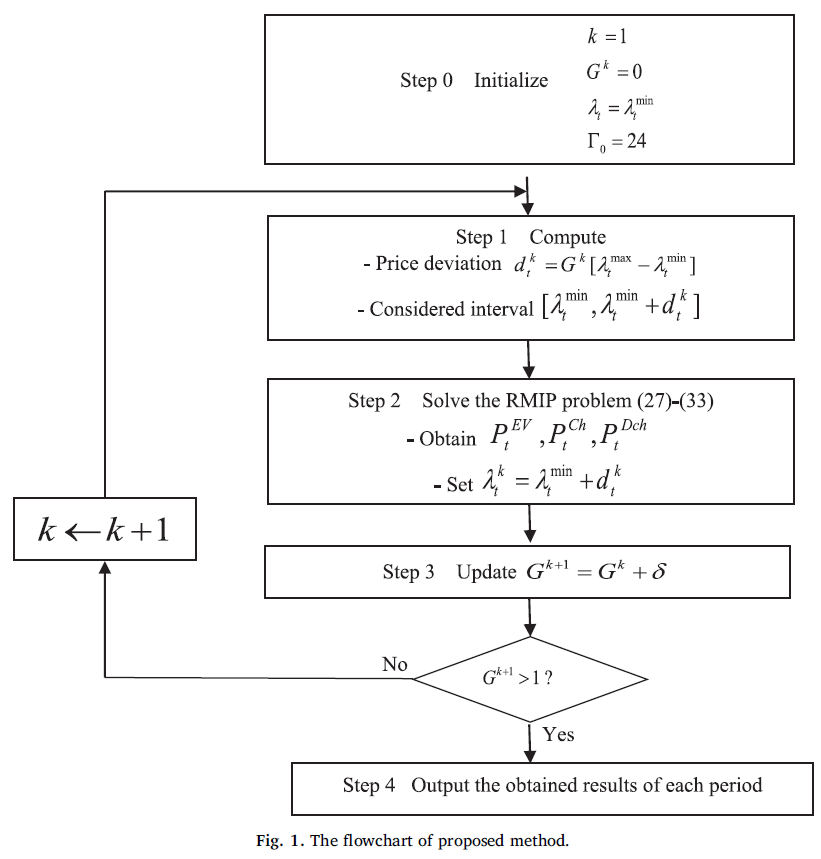 Step 0 Initialize
k = 1
G^k = 0
λ_t = λ_t^min
Γ_0 = 24
Step 1 Compute
- Price deviation d_t^k = G^k [λ_t^max − λ_t^min]
- Considered interval [λ_t^min , λ_t^min + d_t^k]
Step 2 Solve the RMIP problem (27)-(33)
- Obtain P_t^EV , P_t^Ch , P_t^Dch
- Set λ_t^k = λ_t^min + d_t^k
k ← k + 1
Step 3 Update G^{k+1} = G^k + δ
No
G^{k+1} > 1 ?
Yes
Step 4 Output the obtained results of each period
Fig. 1. The flowchart of proposed method.